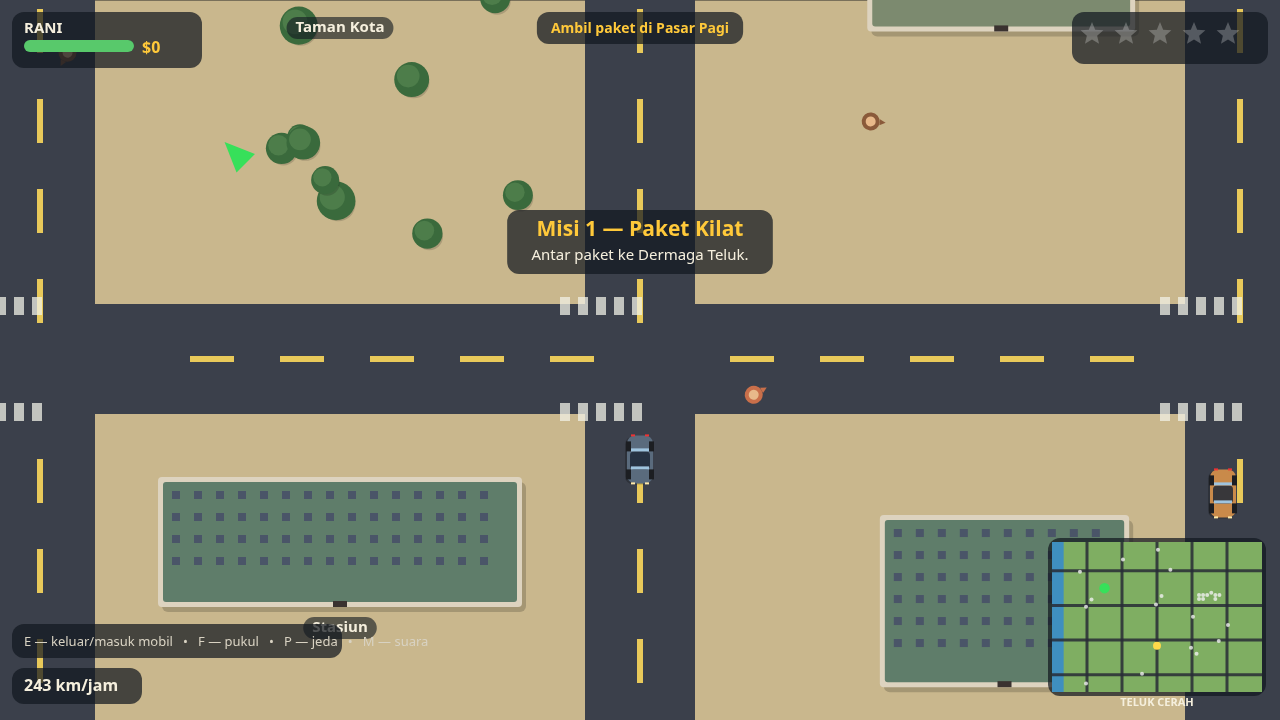 RANI
$0
Taman Kota
Ambil paket di Pasar Pagi
Misi 1 — Paket Kilat
Antar paket ke Dermaga Teluk.
Stasiun
E — keluar/masuk mobil • F — pukul • P — jeda • M — suara
243 km/jam
TELUK CERAH